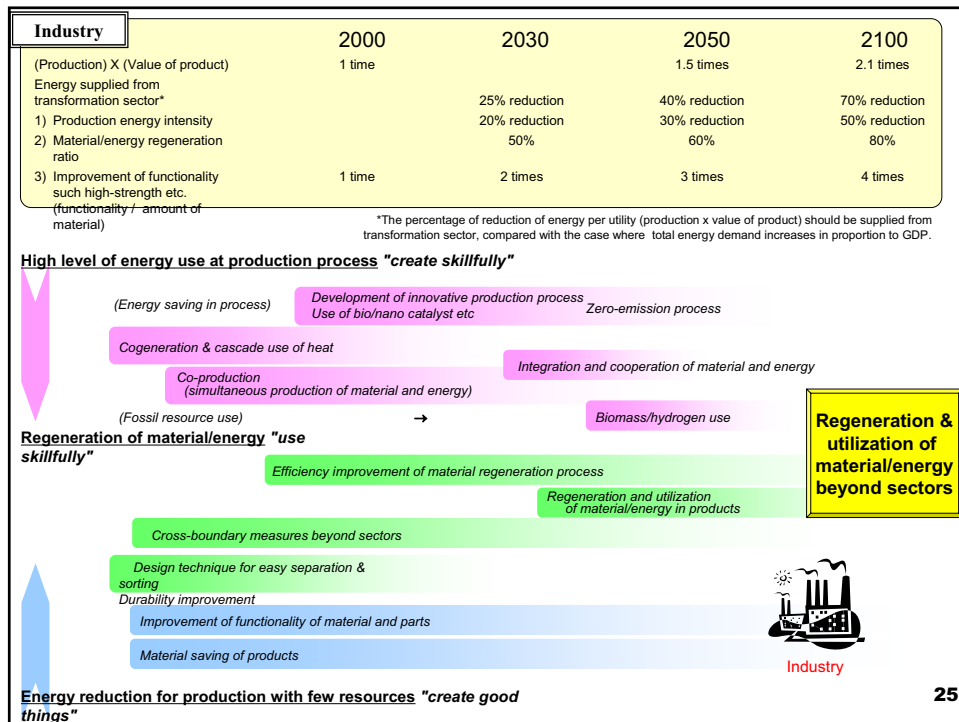 Industry
2000 2030 2050 2100
(Production) X (Value of product) 1 time 1.5 times 2.1 times
Energy supplied from
transformation sector* 25% reduction 40% reduction 70% reduction
1) Production energy intensity 20% reduction 30% reduction 50% reduction
2) Material/energy regeneration 50% 60% 80%
ratio
3) Improvement of functionality 1 time 2 times 3 times 4 times
such high-strength etc.
(functionality / amount of
material)
*The percentage of reduction of energy per utility (production x value of product) should be supplied from
transformation sector, compared with the case where total energy demand increases in proportion to GDP.
High level of energy use at production process "create skillfully"
(Energy saving in process)
Development of innovative production process
Use of bio/nano catalyst etc
Zero-emission process
Cogeneration & cascade use of heat
Integration and cooperation of material and energy
Co-production
(simultaneous production of material and energy)
(Fossil resource use) → Biomass/hydrogen use
Regeneration &
utilization of
material/energy
beyond sectors
Regeneration of material/energy "use
skillfully"
Efficiency improvement of material regeneration process
Regeneration and utilization
of material/energy in products
Cross-boundary measures beyond sectors
Design technique for easy separation &
sorting
Durability improvement
Improvement of functionality of material and parts
Material saving of products
Industry
Energy reduction for production with few resources "create good
things"
25